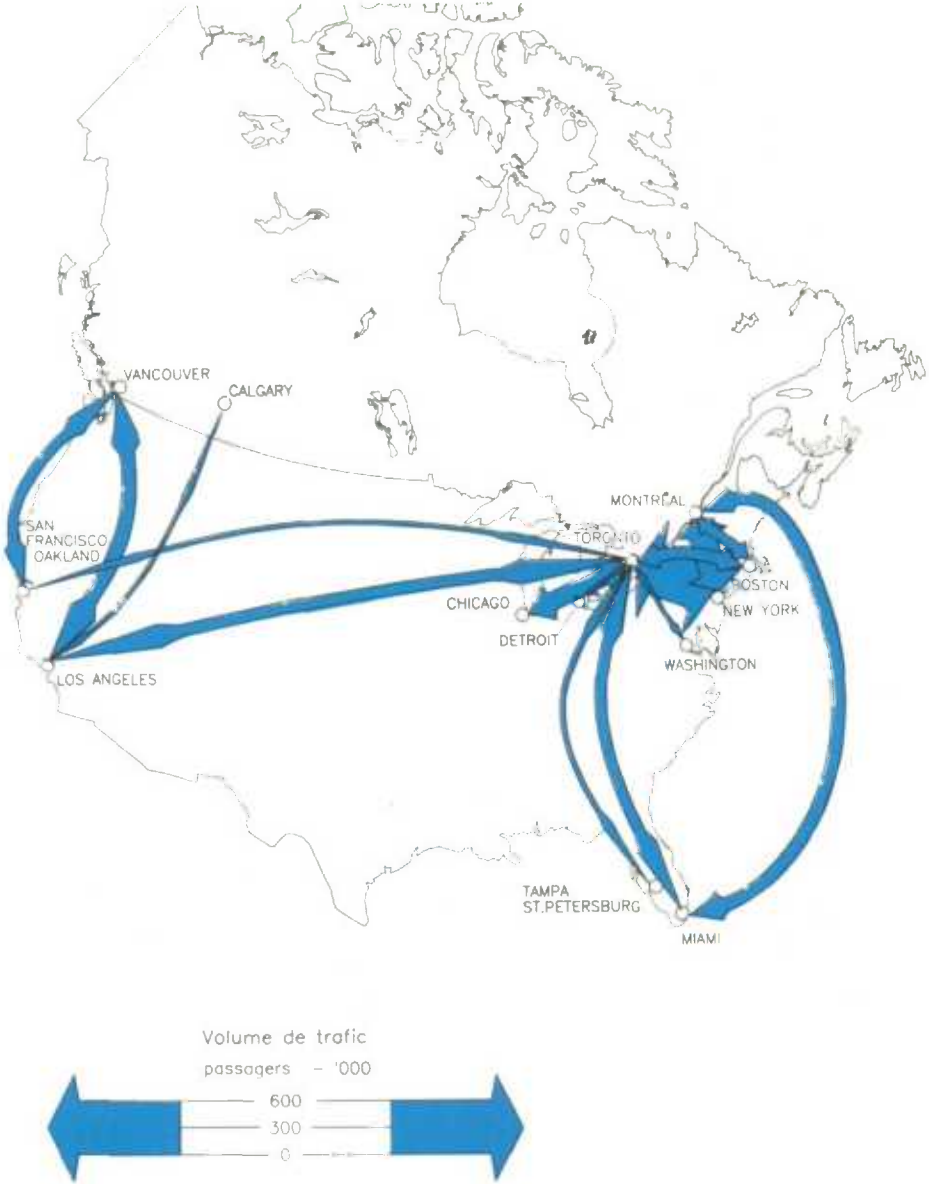 VANCOUVER
CALGARY
MONTRÉAL
SAN
FRANCISCO
OAKLAND
TORONTO
BOSTON
CHICAGO
NEW YORK
DETROIT
WASHINGTON
LOS ANGELES
TAMPA
ST.PETERSBURG
MIAMI
Volume de trafic
passagers - '000
600
300
0